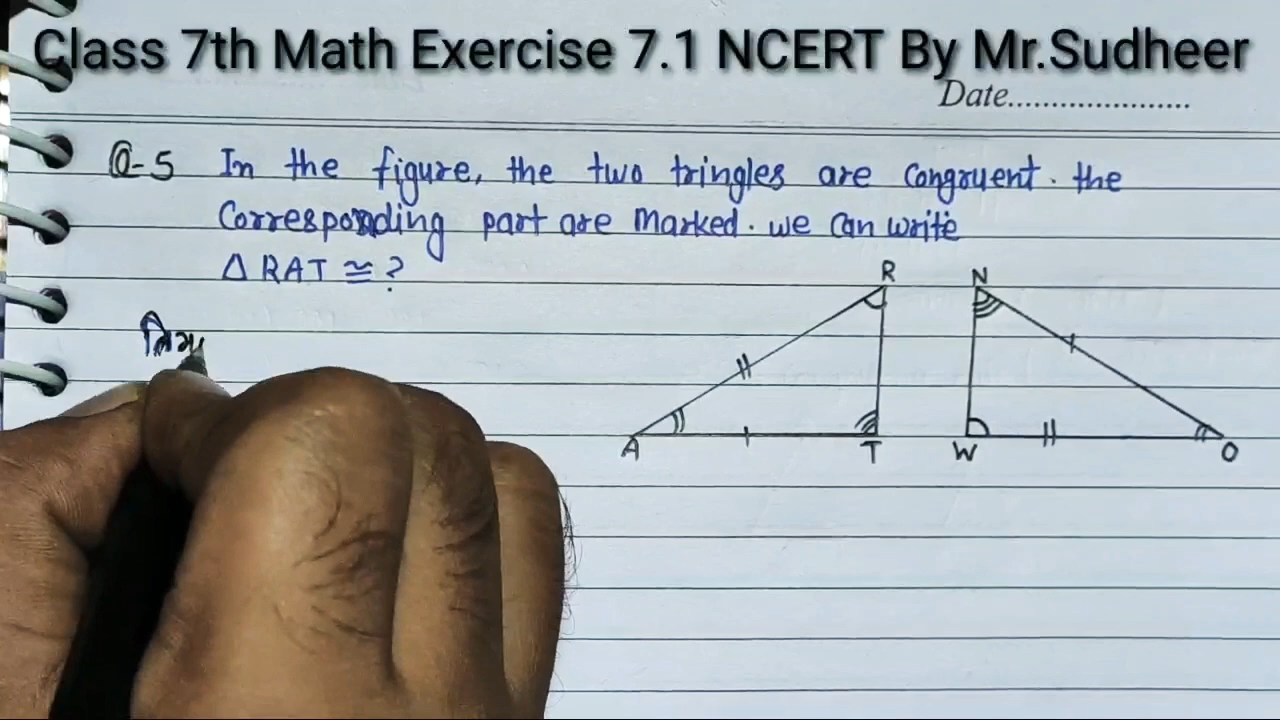 Class 7th Math Exercise 7.1 NCERT By Mr.Sudheer
Date.....................
Q-5 In the figure, the two tringles are congruent. the
Corresponding part are marked. we can write
Δ RAT ≅ ?
R N
A T W O